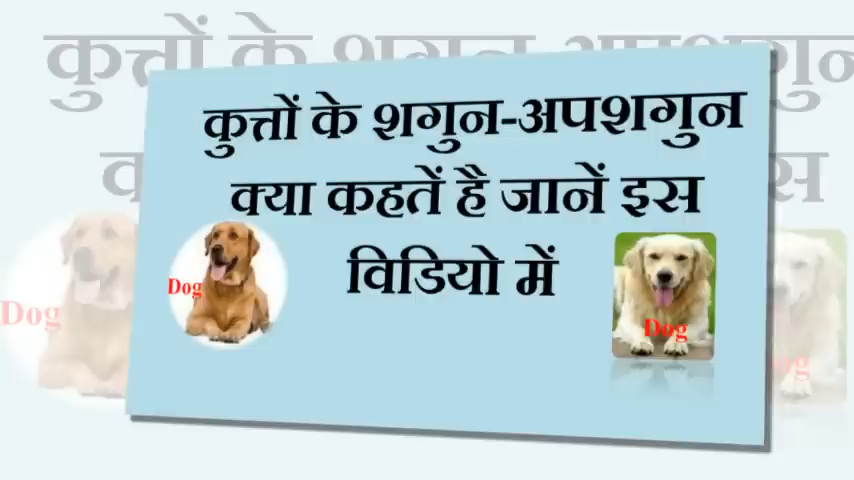 कुत्तों के शगुन-अपशगुन
क्या कहतें है जानें इस
विडियो में
Dog
Dog